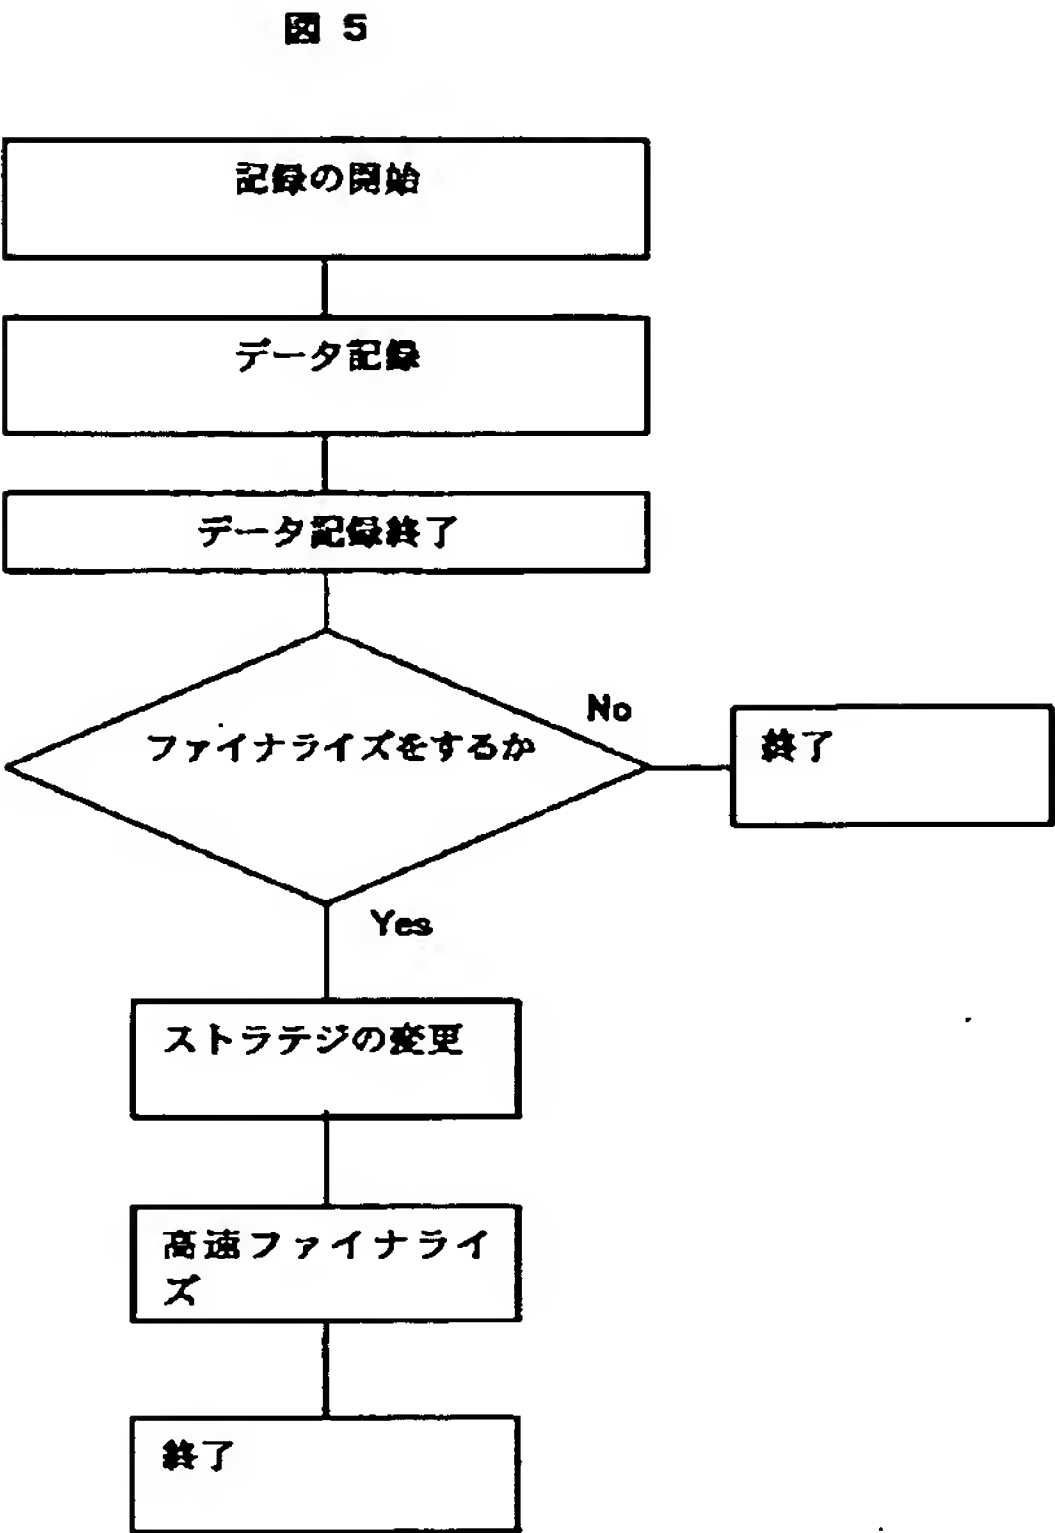 図 5
記録の開始
データ記録
データ記録終了
ファイナライズをするか
No
終了
Yes
ストラテジの変更
高速ファイナライ
ズ
終了